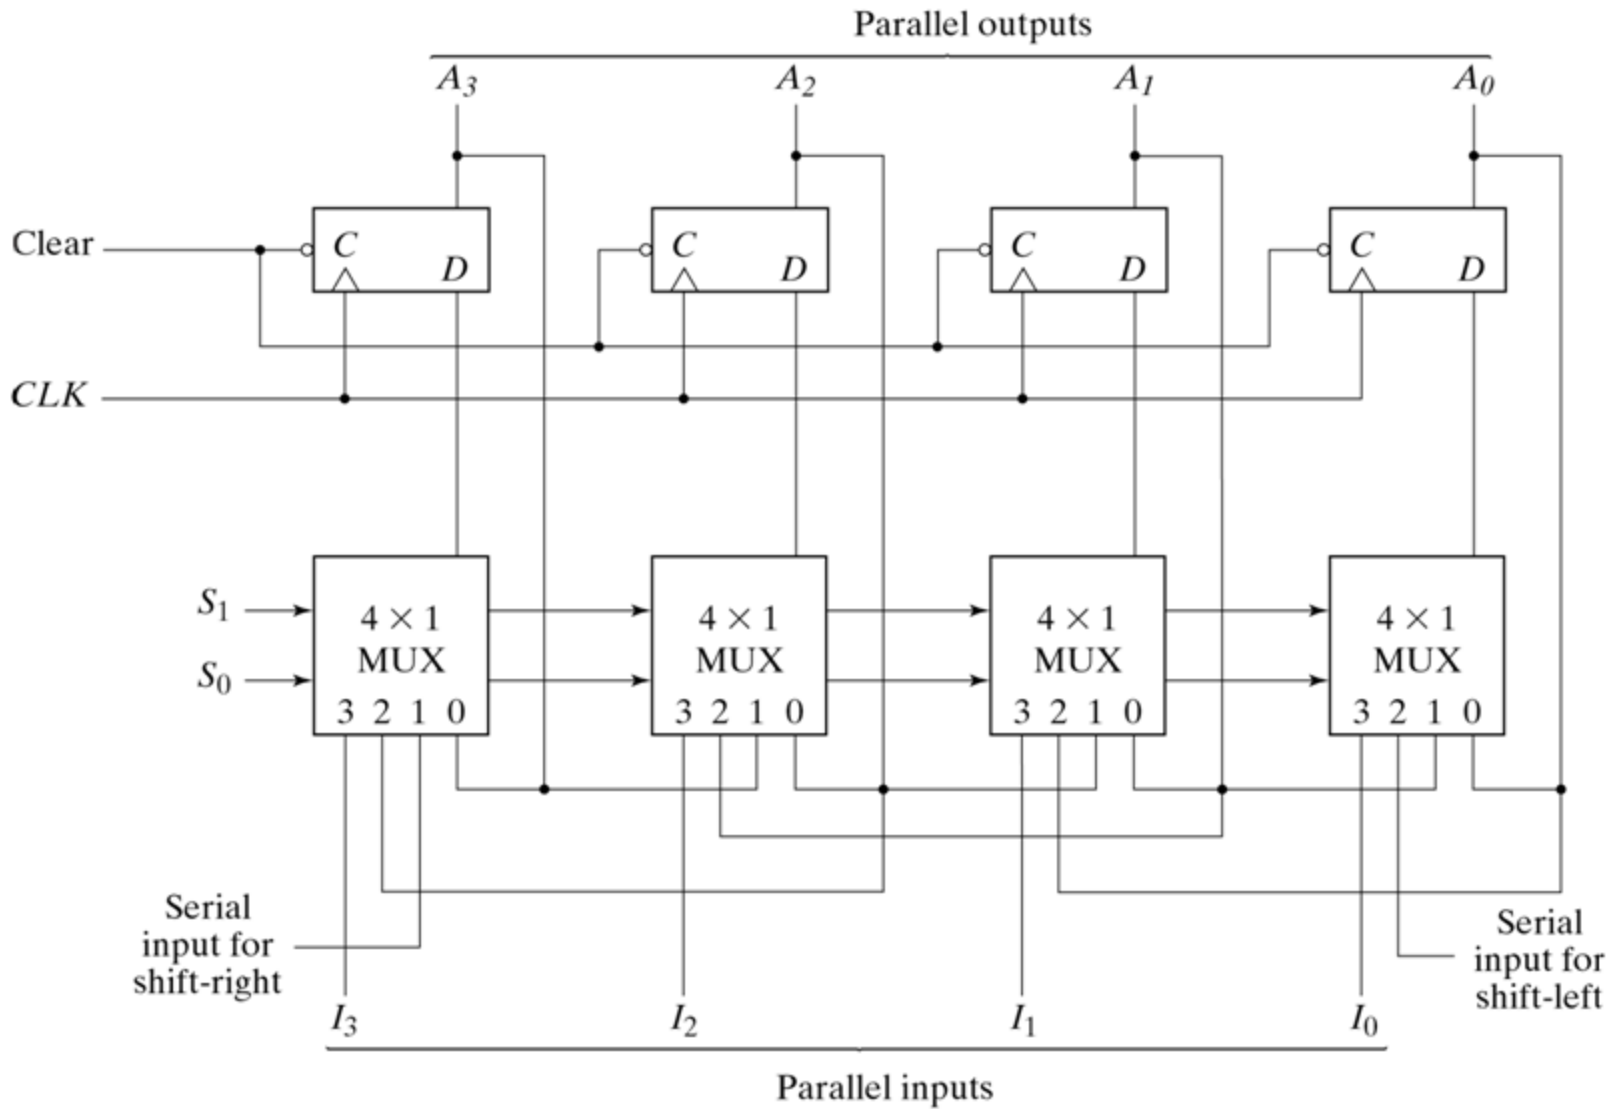 Parallel outputs
A3 A2 A1 A0
Clear
C D C D C D C D
CLK
S1
4 × 1 4 × 1 4 × 1 4 × 1
MUX MUX MUX MUX
S0
3 2 1 0 3 2 1 0 3 2 1 0 3 2 1 0
Serial
input for
shift-right
Serial
input for
shift-left
I3 I2 I1 I0
Parallel inputs